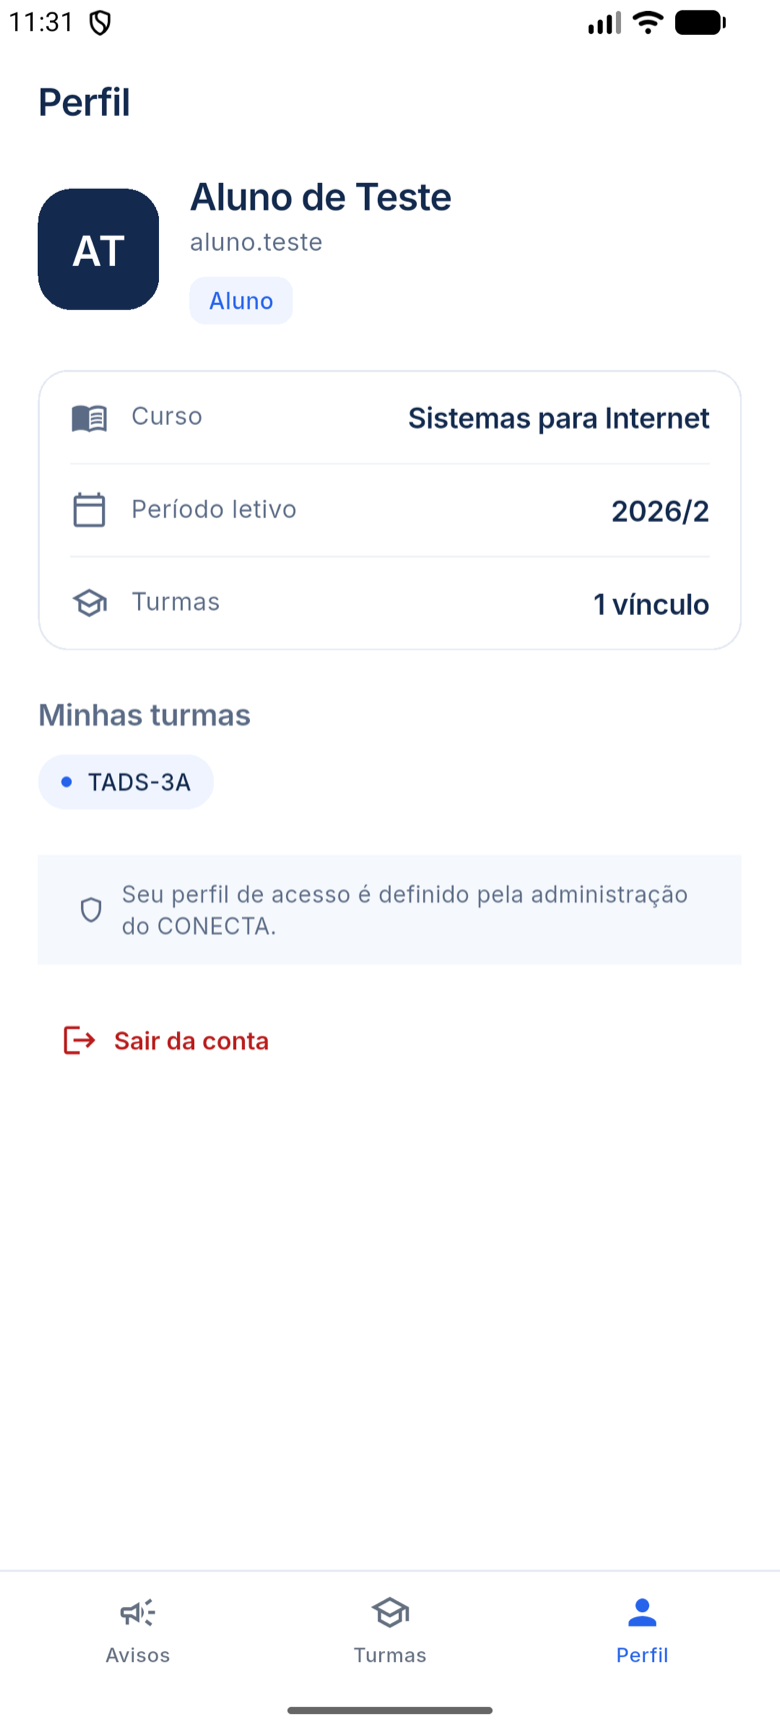 11:31
Perfil
AT
Aluno de Teste
aluno.teste
Aluno
Curso Sistemas para Internet
Período letivo 2026/2
Turmas 1 vínculo
Minhas turmas
TADS-3A
Seu perfil de acesso é definido pela administração
do CONECTA.
Sair da conta
Avisos Turmas Perfil